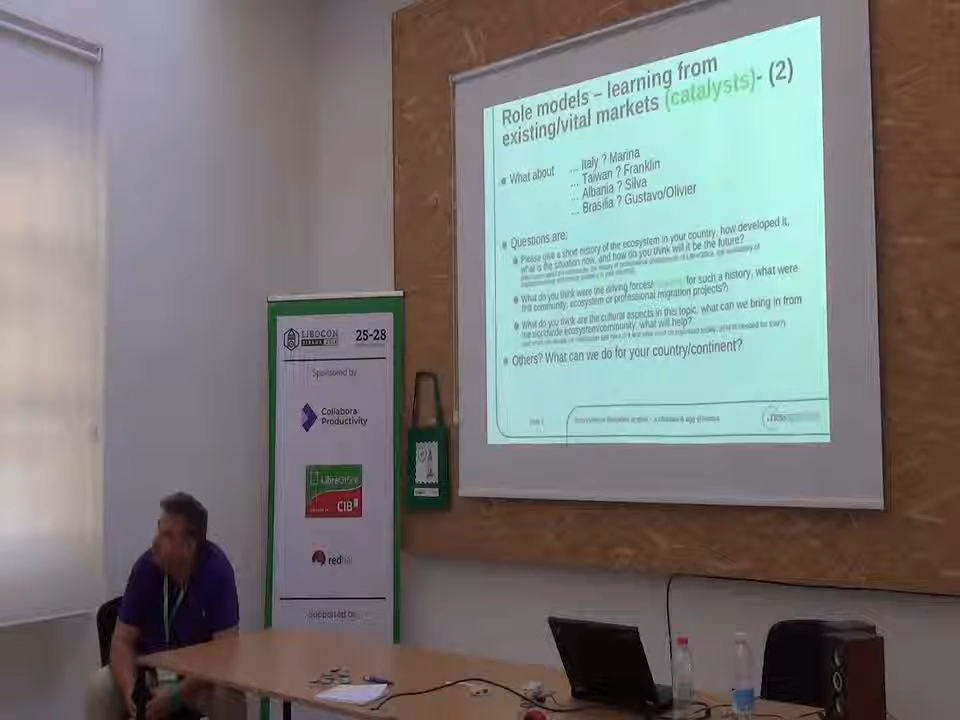 Role models – learning from
existing/vital markets (catalysts)- (2)
What about ... Italy ? Marina
... Taiwan ? Franklin
... Albania ? Silva
... Brasilia ? Gustavo/Olivier
Questions are:
Please give a short history of the ecosystem in your country, how developed it,
what is the situation now, and how do you think will it be the future?
What do you think were the driving forces/ for such a history, what were
first community, ecosystem or professional migration projects?
What do you think are the cultural aspects in this topic, what can we bring in from
the worldwide ecosystem/community, what will help?
Others? What can we do for your country/continent?
LIBOCON
25-28
Sponsored by
Collabora
Productivity
LibreOffice
CIB
redhat
supported by